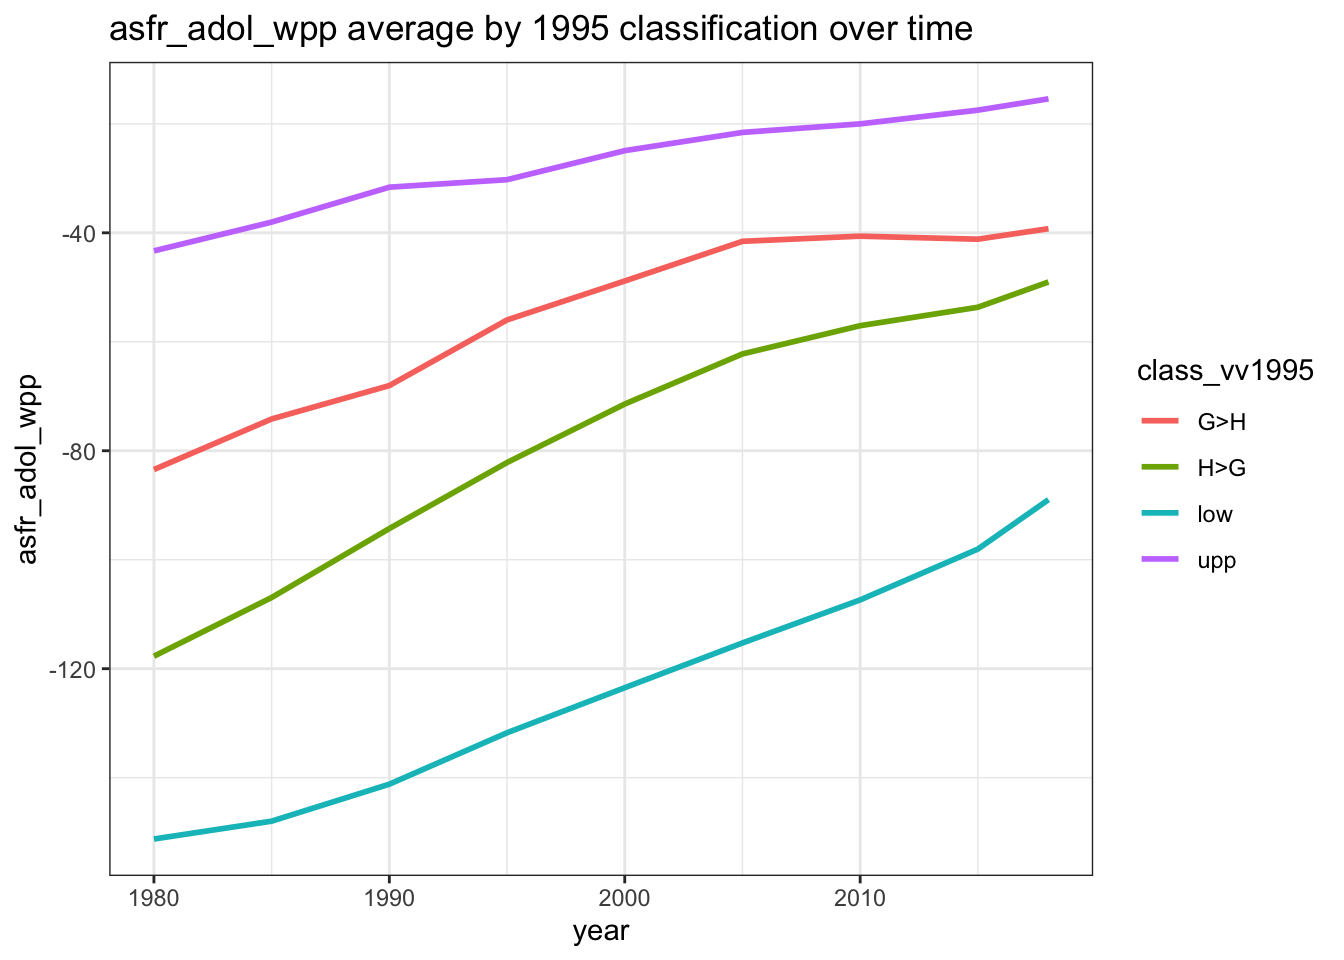 asfr_adol_wpp average by 1995 classification over time
-40
-80
-120
asfr_adol_wpp
1980
1990
2000
2010
year
class_vv1995
G>H
H>G
low
upp